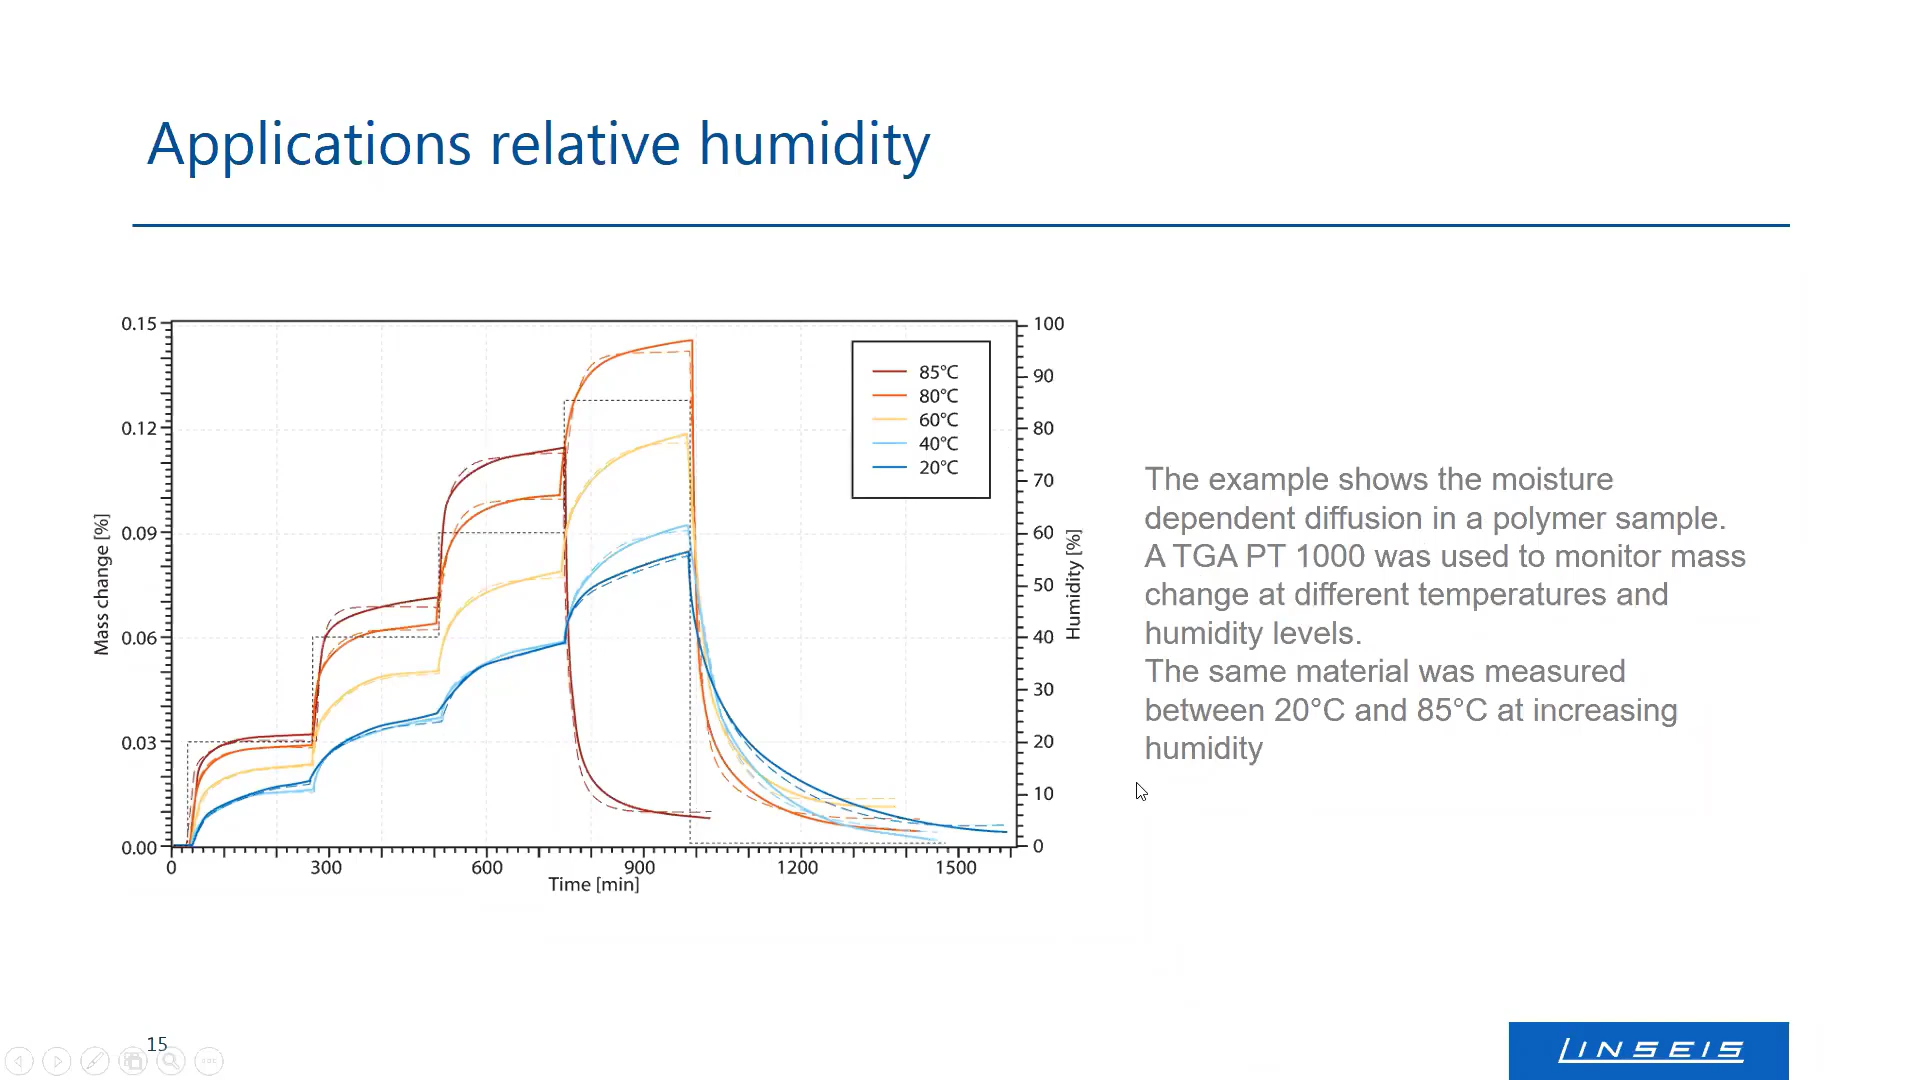 Applications relative humidity
0.15
0.12
0.09
0.06
0.03
0.00
Mass change [%]
0
300
600
900
1200
1500
Time [min]
100
90
80
70
60
50
40
30
20
10
0
Humidity [%]
85°C
80°C
60°C
40°C
20°C
The example shows the moisture
dependent diffusion in a polymer sample.
A TGA PT 1000 was used to monitor mass
change at different temperatures and
humidity levels.
The same material was measured
between 20°C and 85°C at increasing
humidity
15
LINSEIS